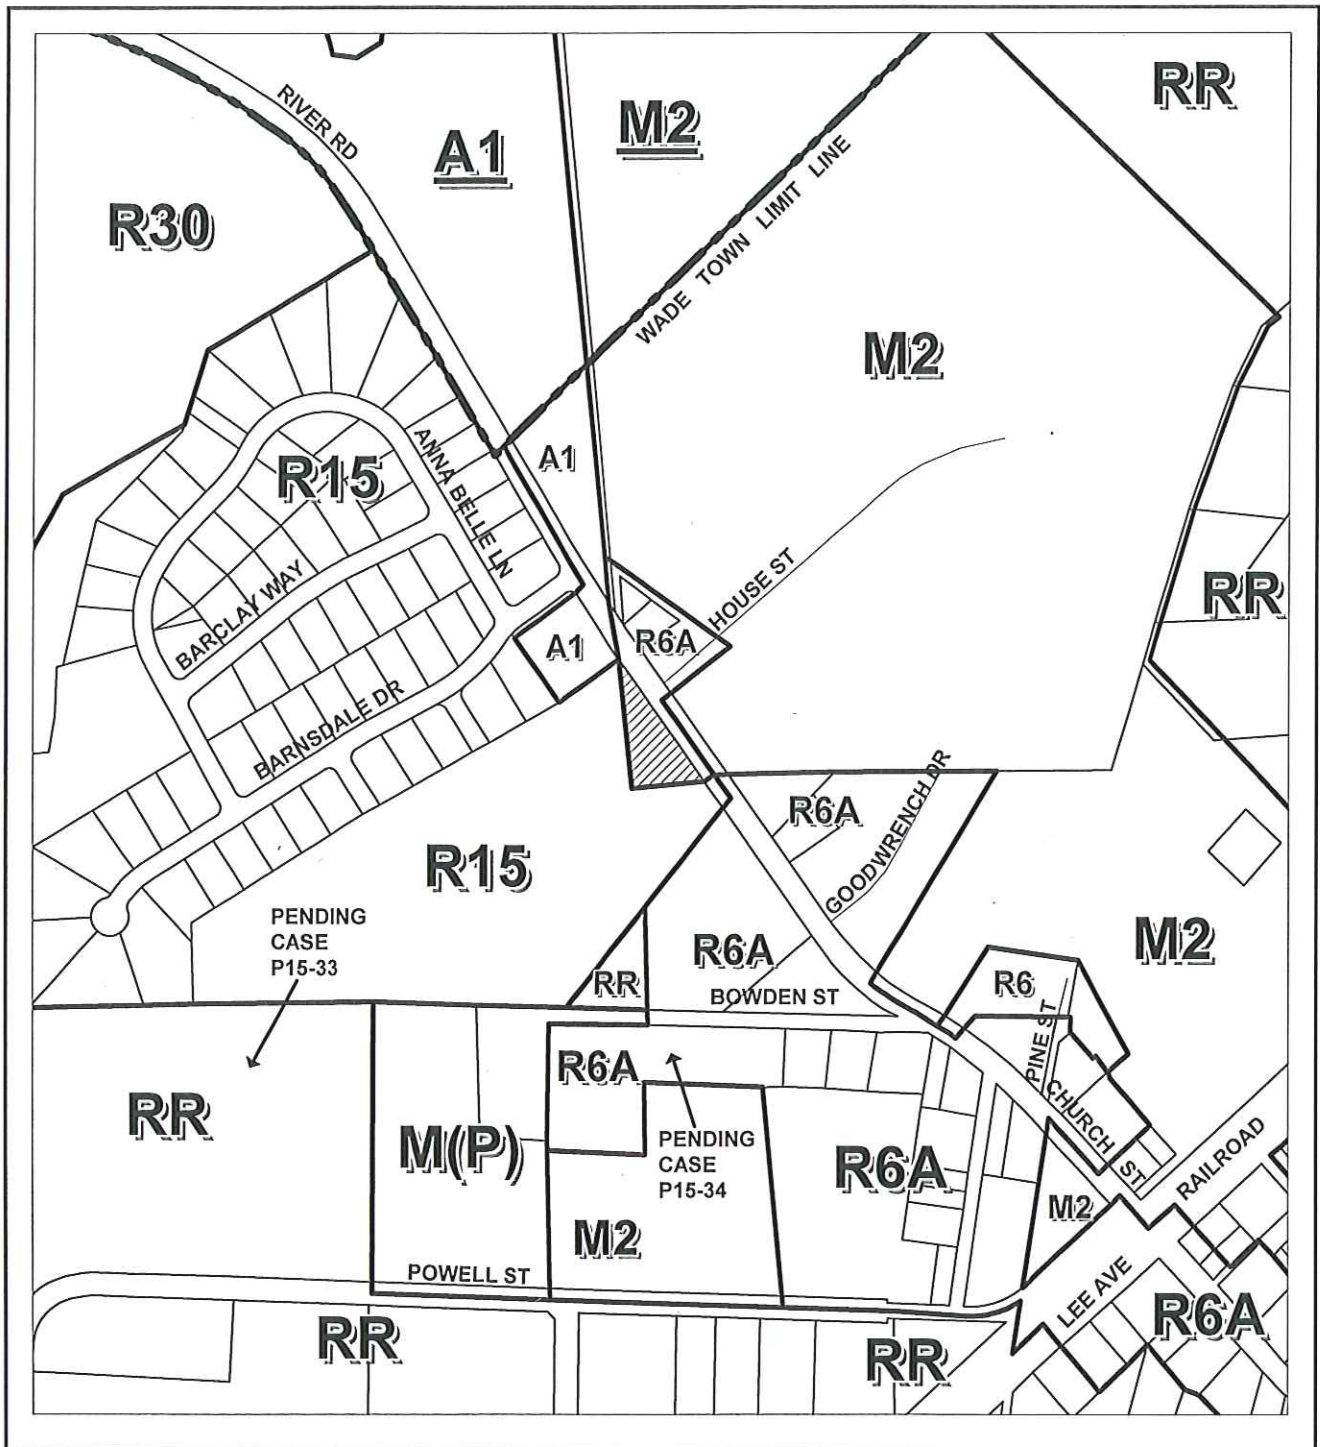 RR
RIVER RD
M2
A1
R30
WADE TOWN LIMIT LINE
M2
ANNA BELLE LN
A1
R15
HOUSE ST
RR
BARCLAY WAY
R6A
A1
BARNSDALE DR
GOODWRENCH DR
R6A
R15
PENDING
CASE
P15-33
M2
R6A
RR
R6
BOWDEN ST
PINE ST
R6A
CHURCH ST
RR
M(P)
PENDING
CASE
P15-34
R6A
RAILROAD
M2
M2
POWELL ST
LEE AVE
R6A
RR
RR